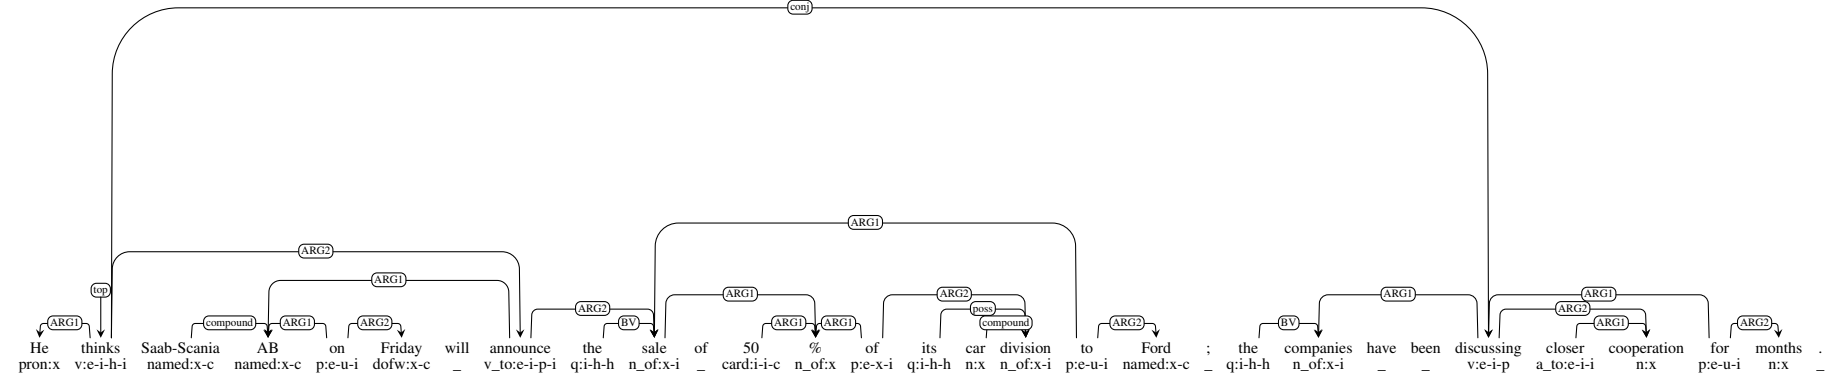 conj
ARG1
ARG2
ARG1
top
ARG2
ARG1
ARG2
ARG1
ARG1
poss
ARG2
ARG1 compound ARG1 ARG2 BV ARG1 ARG1 compound ARG2 BV ARG1 ARG2
He thinks Saab-Scania AB on Friday will announce the sale of 50 % of its car division to Ford ; the companies have been discussing closer cooperation for months .
pron:x v:e-i-h-i named:x-c named:x-c p:e-u-i dofw:x-c _ v_to:e-i-p-i q:i-h-h n_of:x-i _ card:i-i-c n_of:x p:e-x-i q:i-h-h n:x n_of:x-i p:e-u-i named:x-c _ q:i-h-h n_of:x-i _ _ v:e-i-p a_to:e-i-i n:x p:e-u-i n:x _